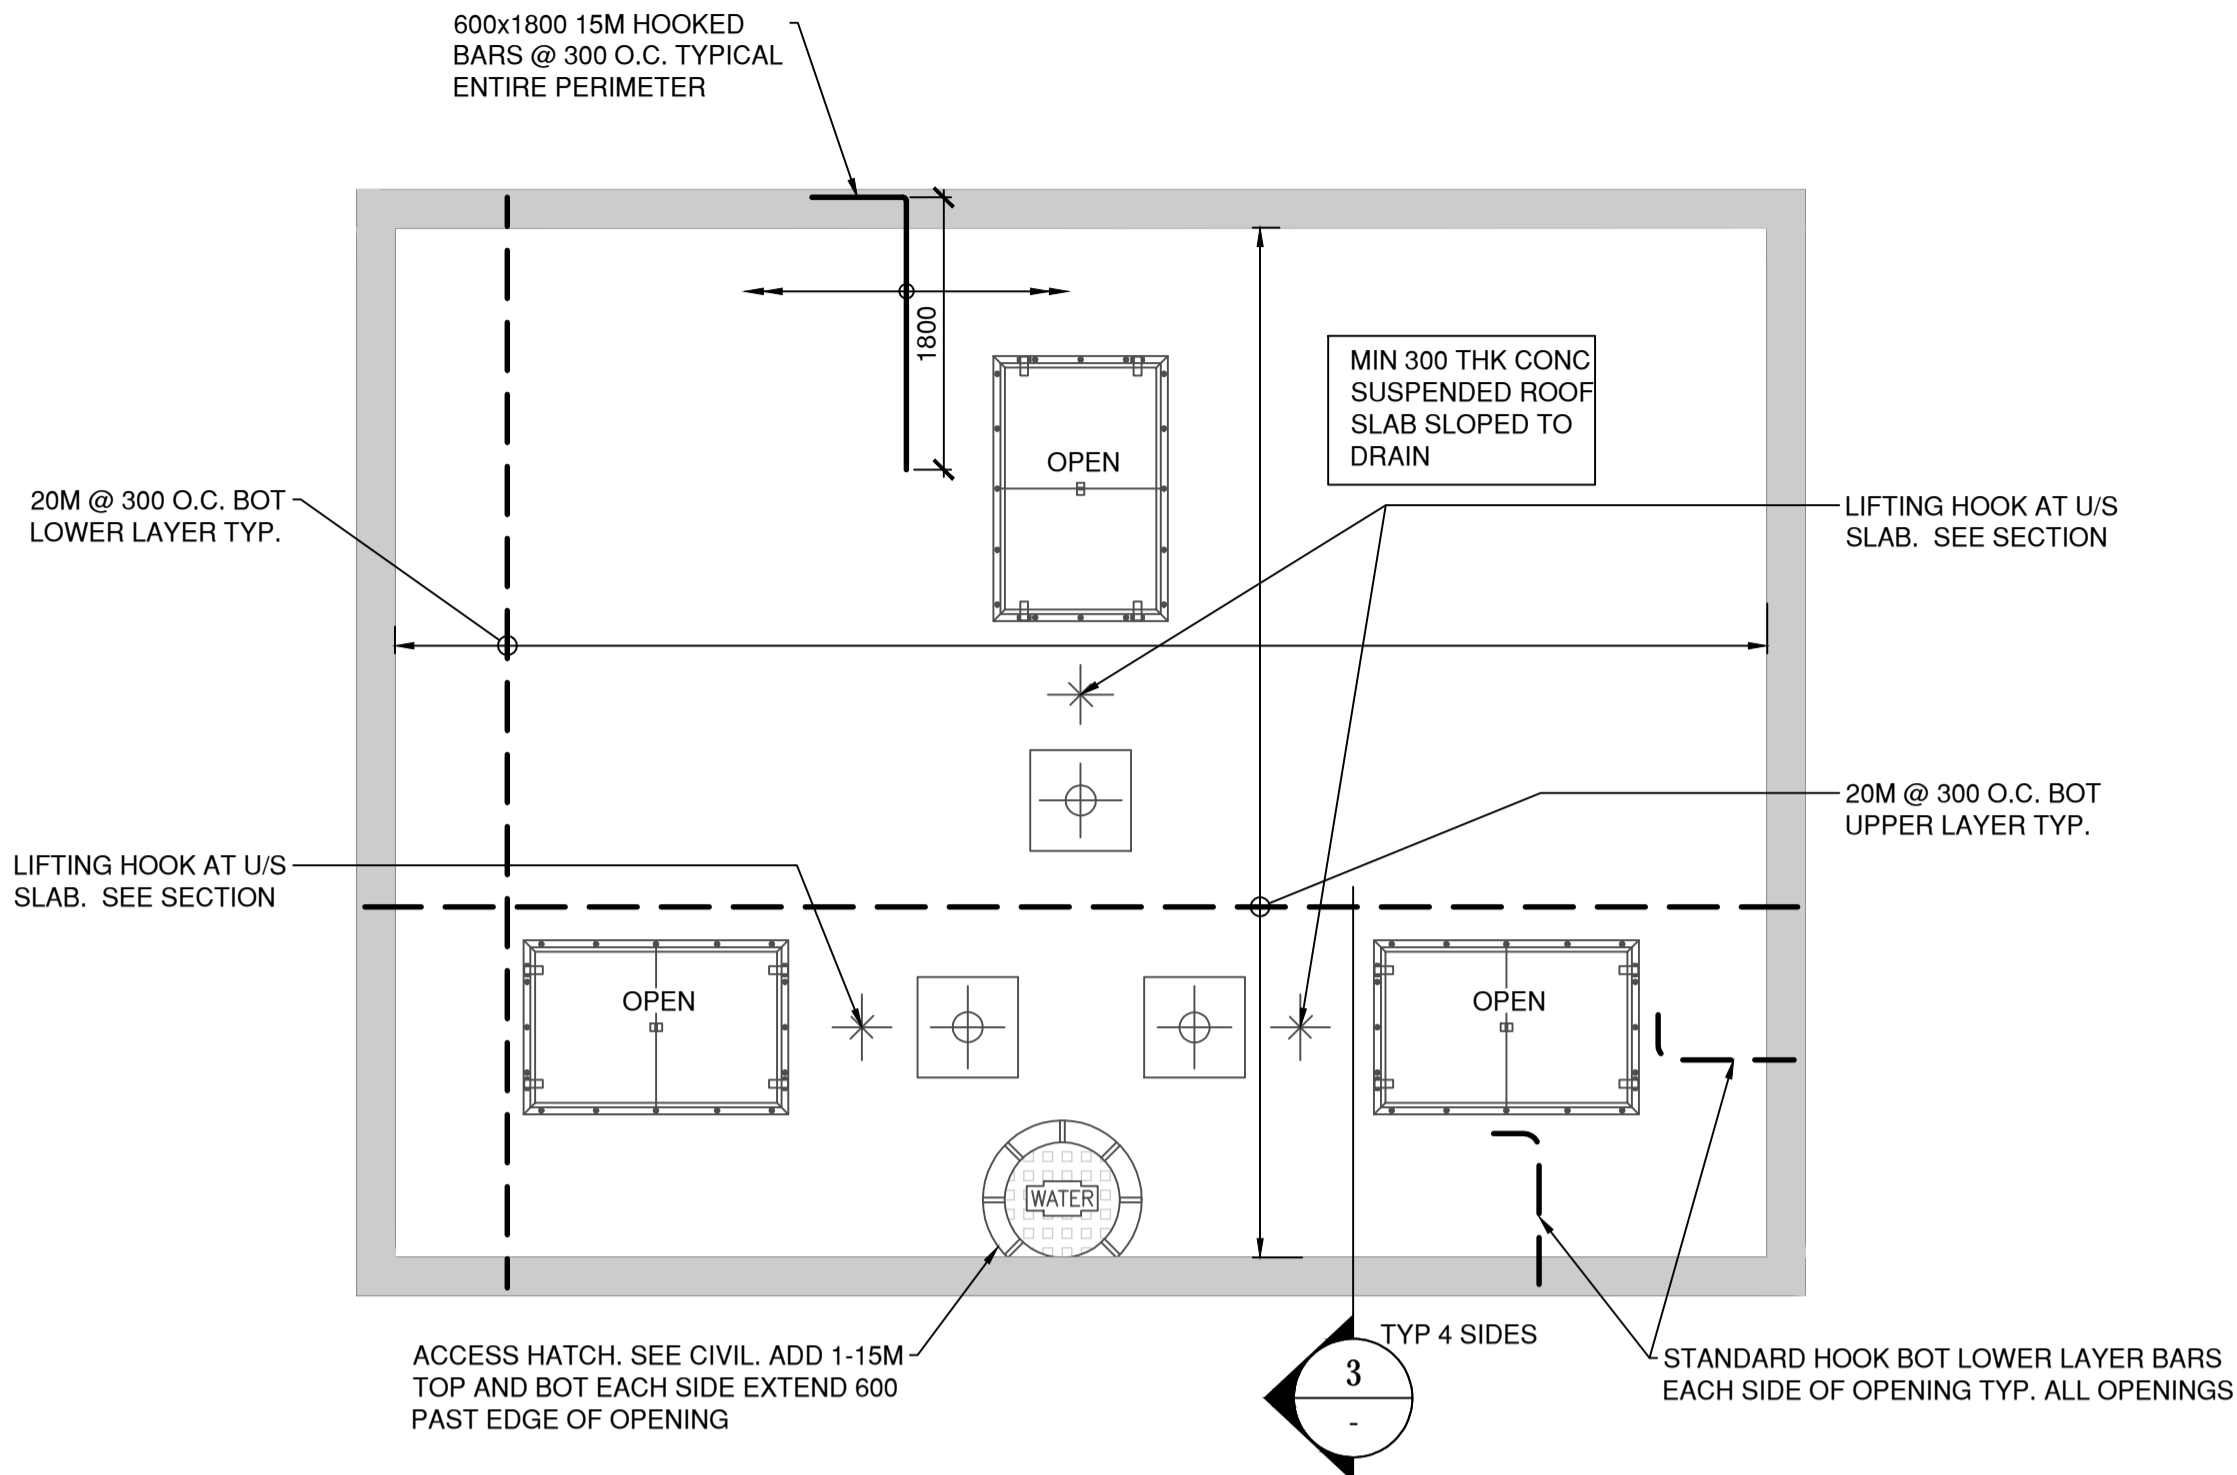 600x1800 15M HOOKED
BARS @ 300 O.C. TYPICAL
ENTIRE PERIMETER
1800
MIN 300 THK CONC
SUSPENDED ROOF
SLAB SLOPED TO
DRAIN
OPEN
20M @ 300 O.C. BOT
LOWER LAYER TYP.
LIFTING HOOK AT U/S
SLAB. SEE SECTION
20M @ 300 O.C. BOT
UPPER LAYER TYP.
LIFTING HOOK AT U/S
SLAB. SEE SECTION
OPEN
OPEN
WATER
ACCESS HATCH. SEE CIVIL. ADD 1-15M
TOP AND BOT EACH SIDE EXTEND 600
PAST EDGE OF OPENING
TYP 4 SIDES
3
-
STANDARD HOOK BOT LOWER LAYER BARS
EACH SIDE OF OPENING TYP. ALL OPENINGS